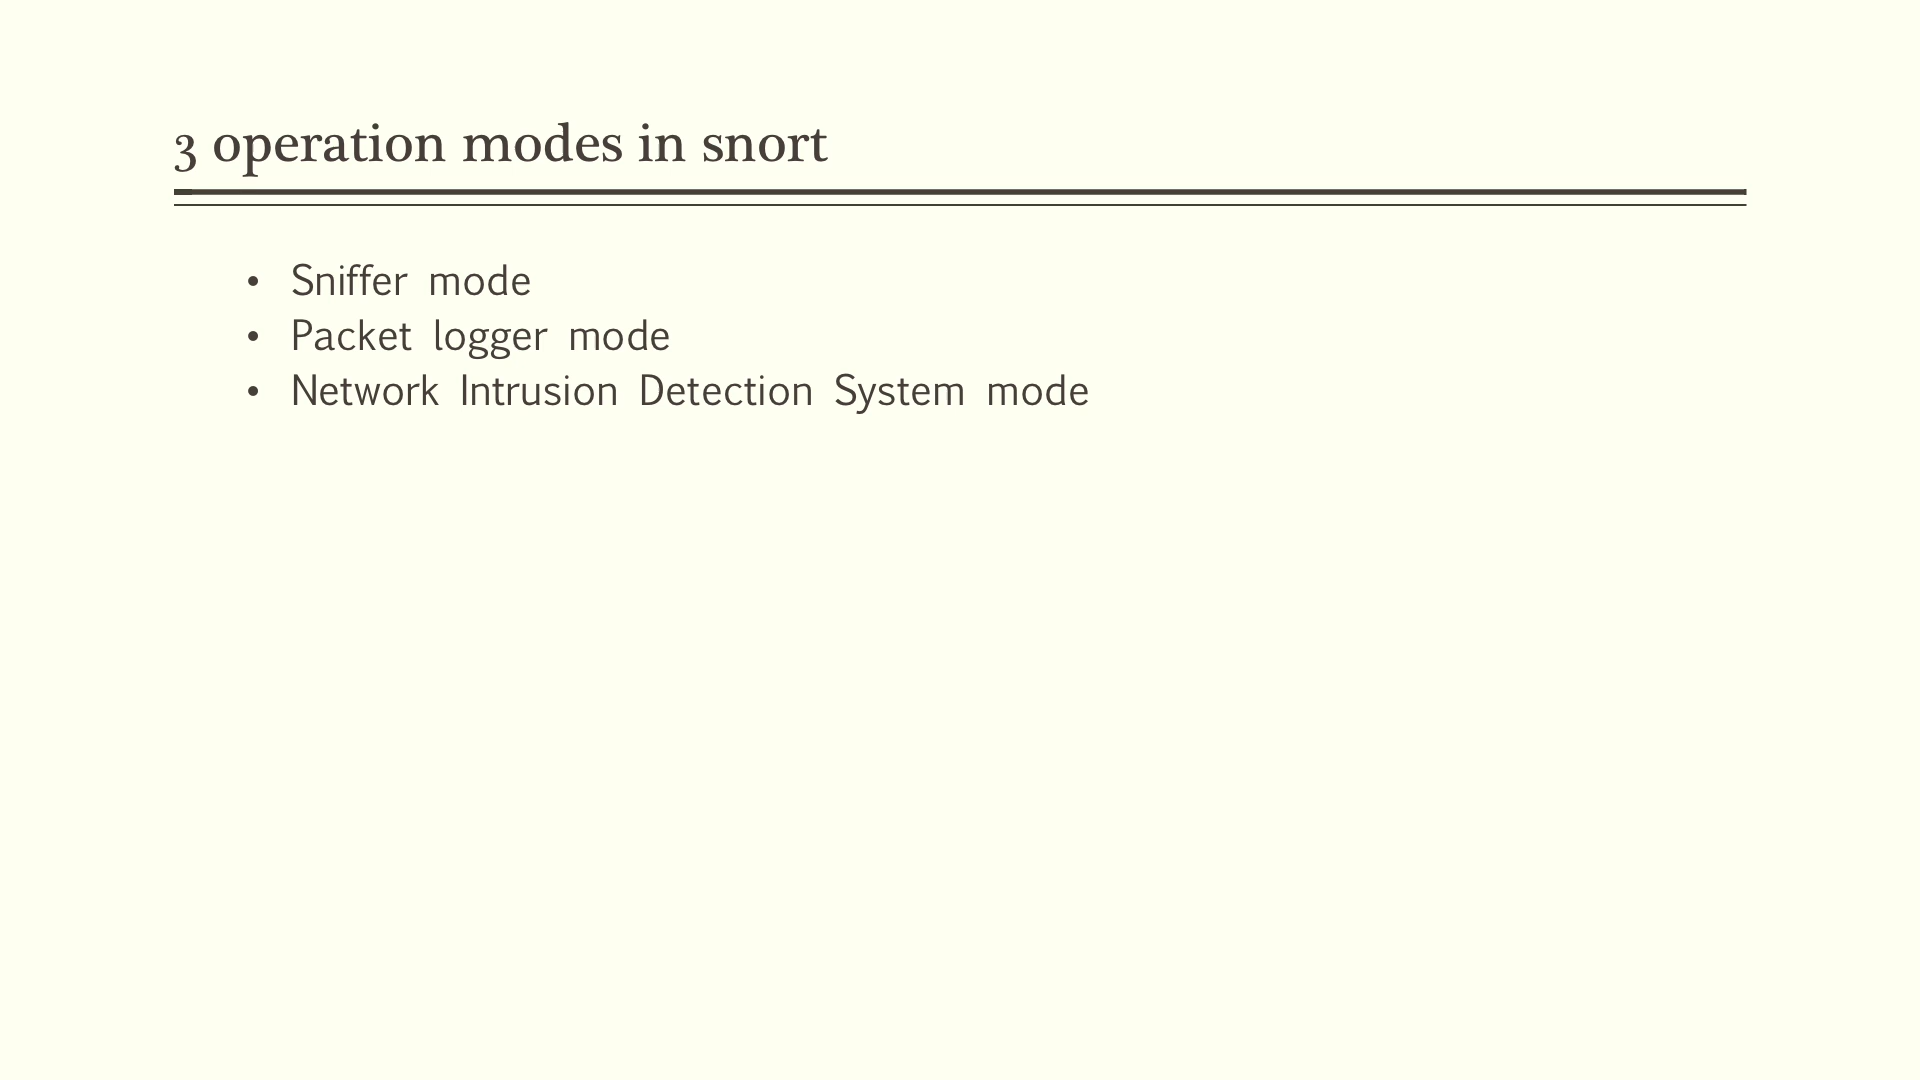 3 operation modes in snort
• Sniffer mode
• Packet logger mode
• Network Intrusion Detection System mode